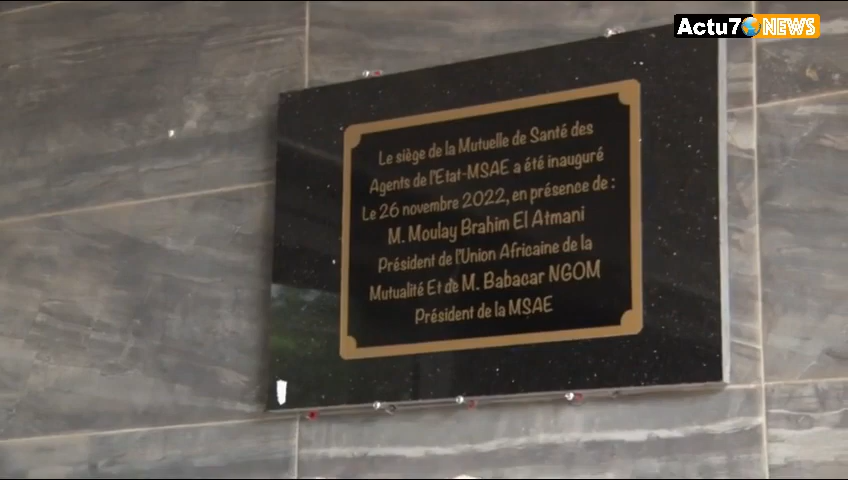 Actu7 NEWS
Le siège de la Mutuelle de Santé des
Agents de l'Etat-MSAE a été inauguré
Le 26 novembre 2022, en présence de :
M. Moulay Brahim El Atmani
Président de l'Union Africaine de la
Mutualité Et de M. Babacar NGOM
Président de la MSAE